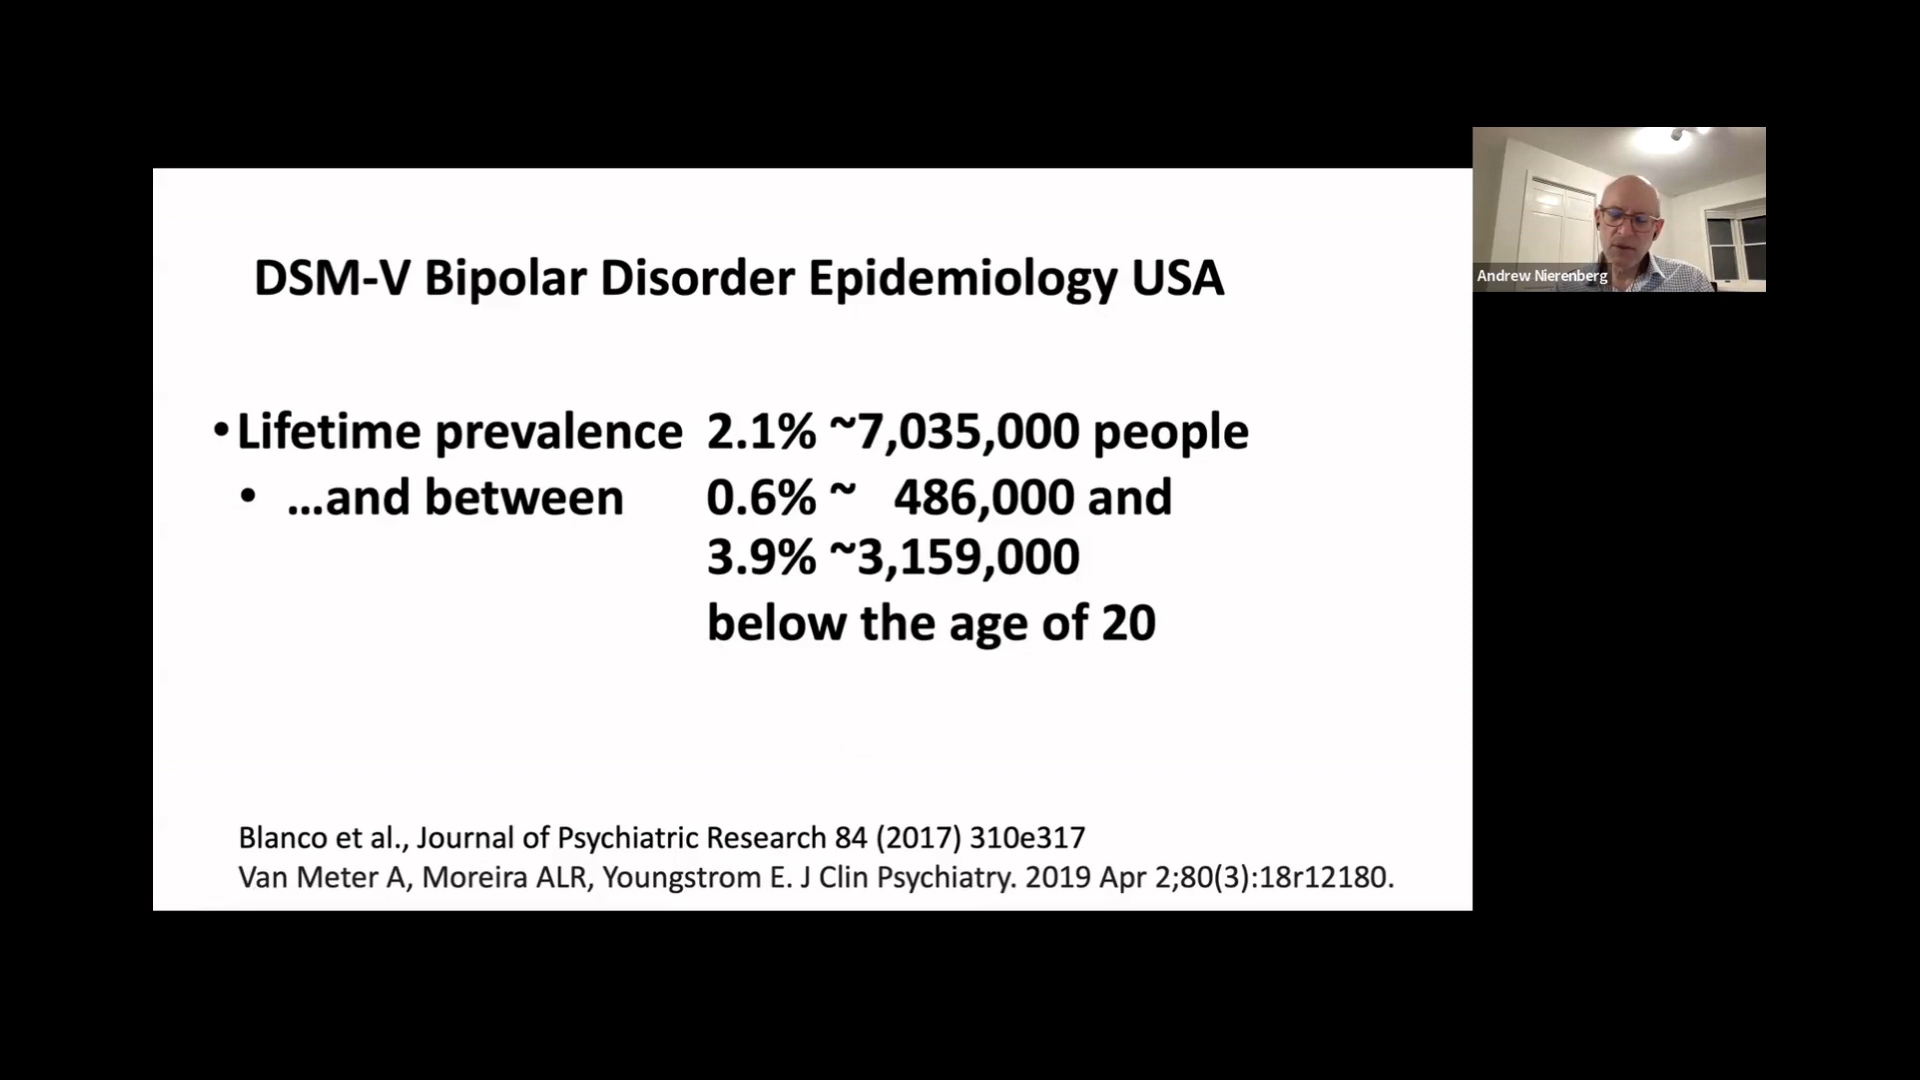 DSM-V Bipolar Disorder Epidemiology USA
• Lifetime prevalence 2.1% ~7,035,000 people
• …and between 0.6% ~ 486,000 and
3.9% ~3,159,000
below the age of 20
Blanco et al., Journal of Psychiatric Research 84 (2017) 310e317
Van Meter A, Moreira ALR, Youngstrom E. J Clin Psychiatry. 2019 Apr 2;80(3):18r12180.
Andrew Nierenberg